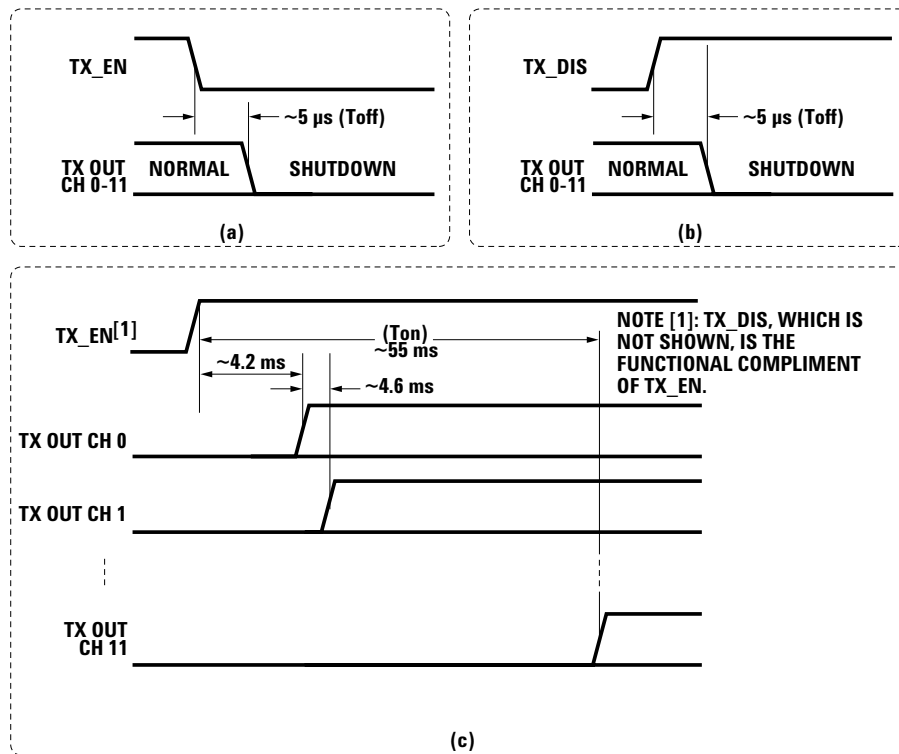 TX_EN
~5 µs (Toff)
TX OUT
CH 0-11
NORMAL
SHUTDOWN
(a)
TX_DIS
~5 µs (Toff)
TX OUT
CH 0-11
NORMAL
SHUTDOWN
(b)
TX_EN[1]
(Ton)
~55 ms
~4.2 ms
~4.6 ms
NOTE [1]: TX_DIS, WHICH IS
NOT SHOWN, IS THE
FUNCTIONAL COMPLIMENT
OF TX_EN.
TX OUT CH 0
TX OUT CH 1
TX OUT
CH 11
(c)